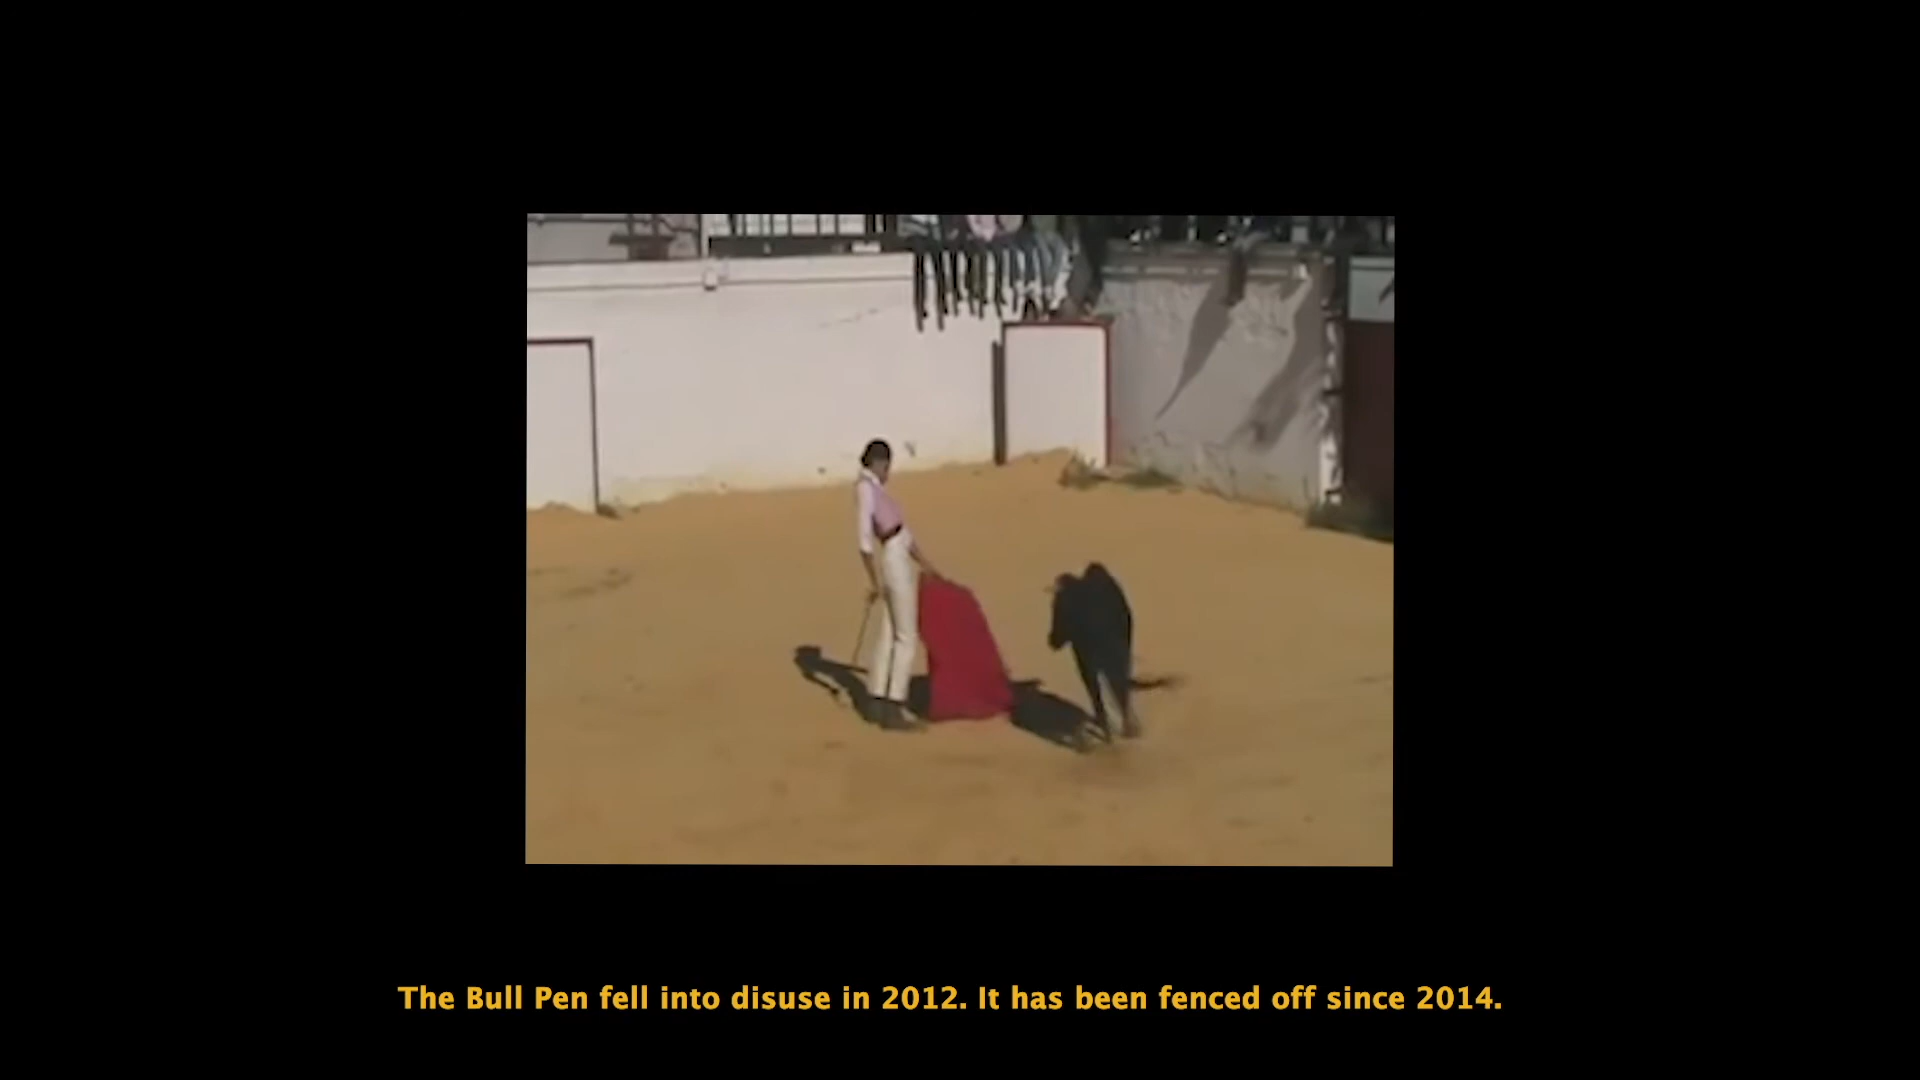 The Bull Pen fell into disuse in 2012. It has been fenced off since 2014.